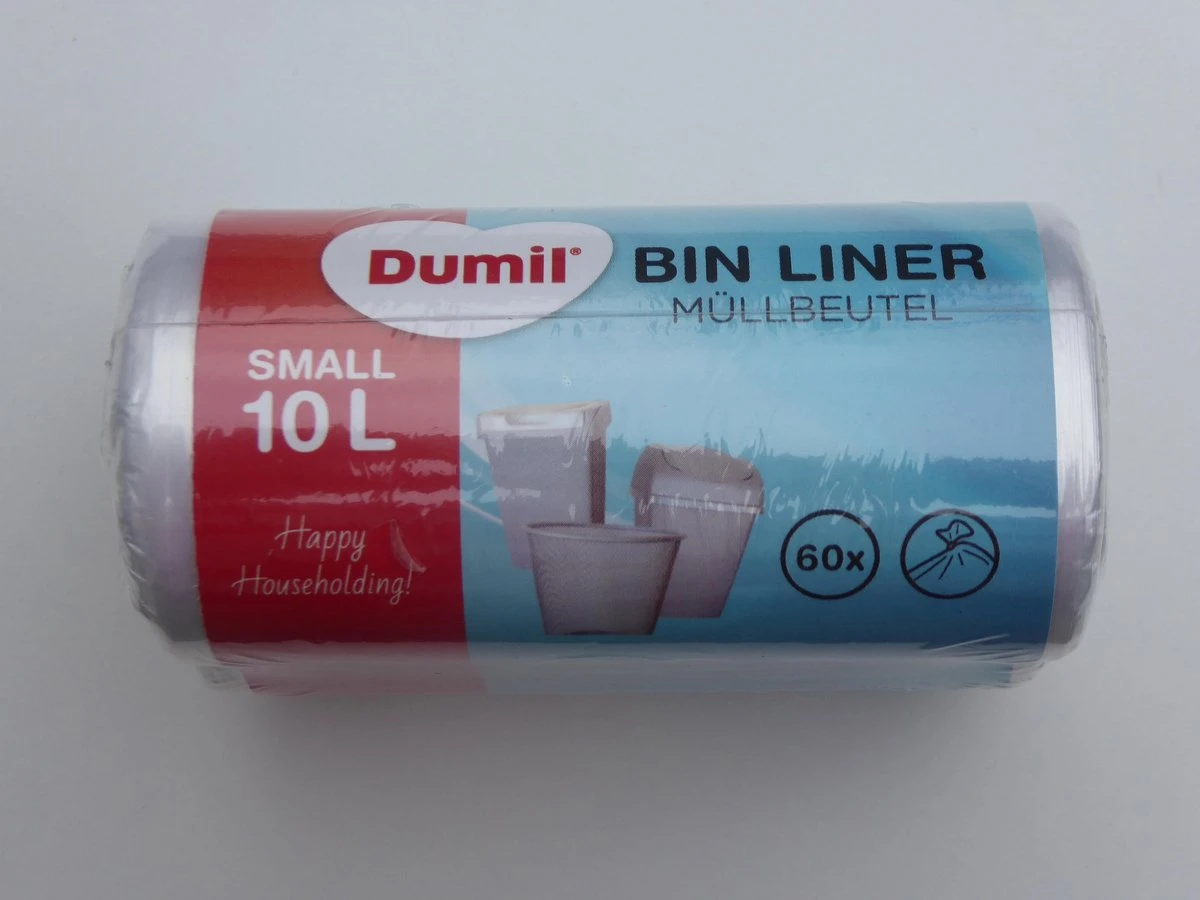 Dumil®
BIN LINER
MÜLLBEUTEL
SMALL
10 L
Happy
Householding!
60x